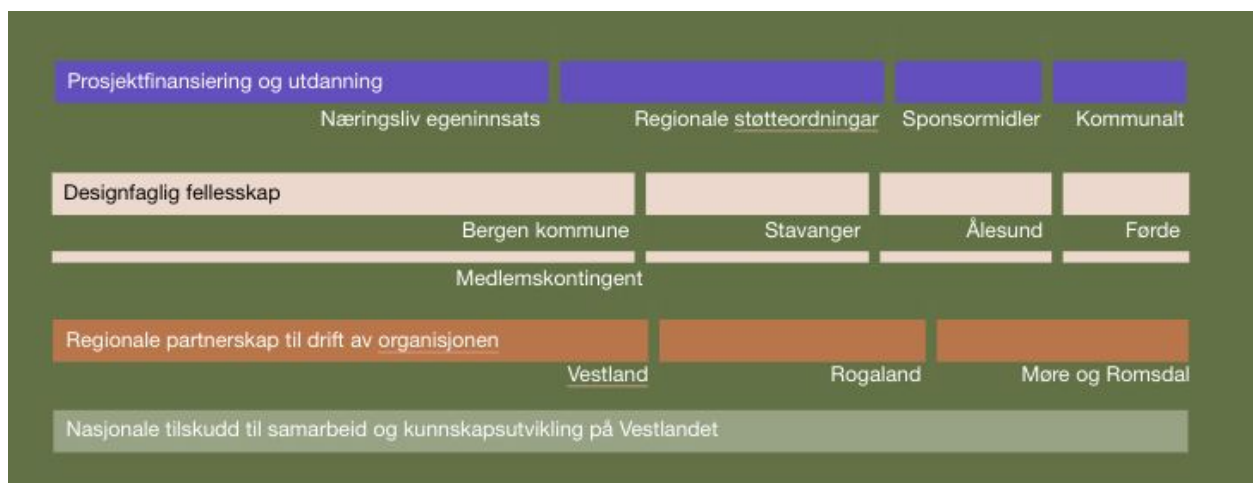 Prosjektfinansiering og utdanning
Næringsliv egeninnsats Regionale støtteordningar Sponsormidler Kommunalt
Designfaglig fellesskap
Bergen kommune Stavanger Ålesund Førde
Medlemskontingent
Regionale partnerskap til drift av organisjonen
Vestland Rogaland Møre og Romsdal
Nasjonale tilskudd til samarbeid og kunnskapsutvikling på Vestlandet